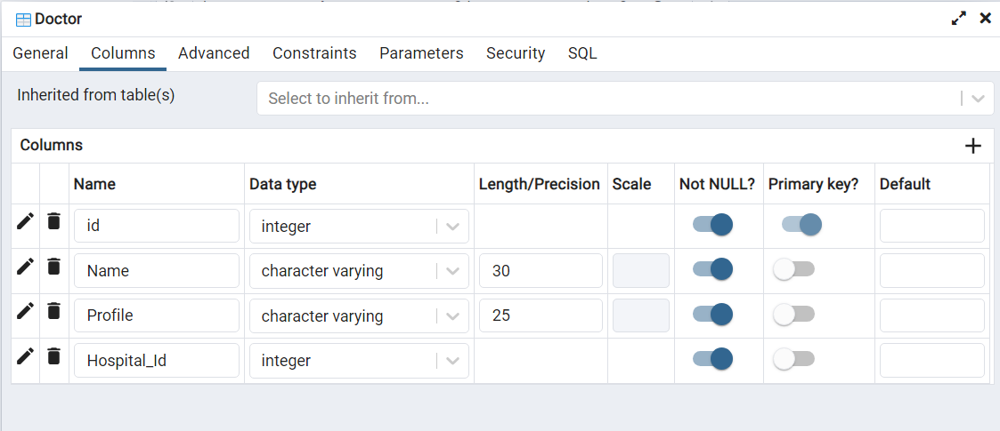 Doctor
General Columns Advanced Constraints Parameters Security SQL
Inherited from table(s) Select to inherit from...
Columns
Name Data type Length/Precision Scale Not NULL? Primary key? Default
id integer
Name character varying 30
Profile character varying 25
Hospital_Id integer